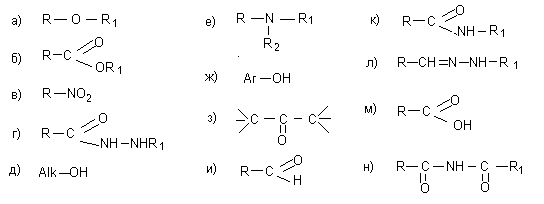 а) R—O—R₁
б) R—C
O
OR₁
в) R—NO₂
г) R—C
O
NH—NHR₁
д) Alk—OH
е) R—N—R₁
R₂
ж) Ar—OH
з) C—C—C
O
и) R—C
O
H
к) R—C
O
NH—R₁
л) R—CH=N—NH—R₁
м) R—C
O
OH
н) R—C—NH—C—R₁
O O